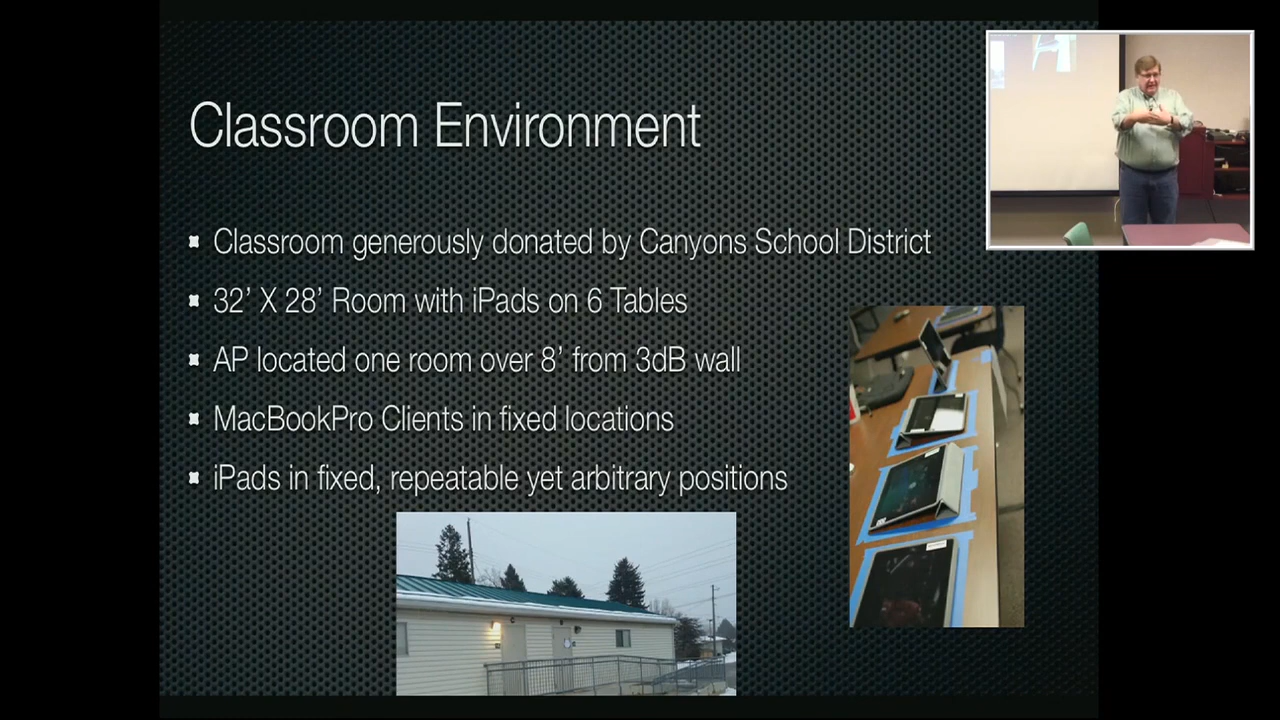 Classroom Environment
Classroom generously donated by Canyons School District
32’ X 28’ Room with iPads on 6 Tables
AP located one room over 8’ from 3dB wall
MacBookPro Clients in fixed locations
iPads in fixed, repeatable yet arbitrary positions